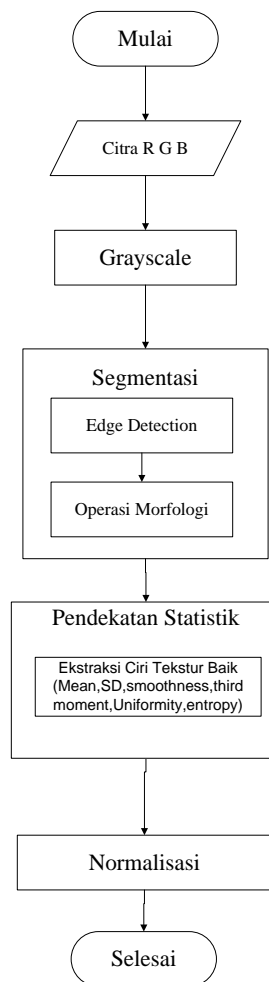 Mulai
Citra R G B
Grayscale
Segmentasi
Edge Detection
Operasi Morfologi
Pendekatan Statistik
Ekstraksi Ciri Tekstur Baik
(Mean,SD,smoothness,third
moment,Uniformity,entropy)
Normalisasi
Selesai